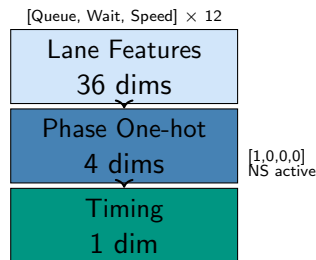 [Queue, Wait, Speed] × 12
Lane Features
36 dims
Phase One-hot
4 dims
[1,0,0,0]
NS active
Timing
1 dim